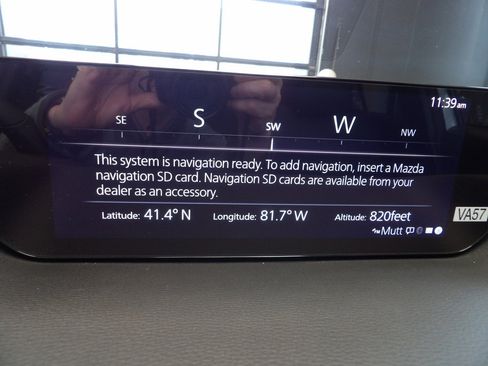 11:39am
SE S SW W NW
This system is navigation ready. To add navigation, insert a Mazda
navigation SD card. Navigation SD cards are available from your
dealer as an accessory.
Latitude: 41.4° N Longitude: 81.7° W Altitude: 820feet
VA57
Mutt